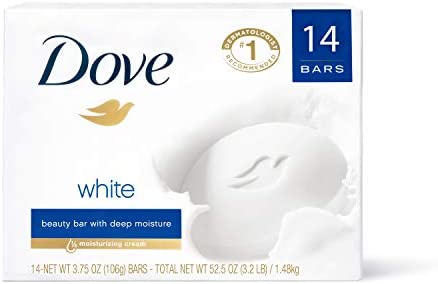 Dove
DERMATOLOGIST
#1
RECOMMENDED
14
BARS
white
beauty bar with deep moisture
¼ moisturizing cream
14-NET WT 3.75 OZ (106g) BARS - TOTAL NET WT 52.5 OZ (3.2 LB) / 1.48kg